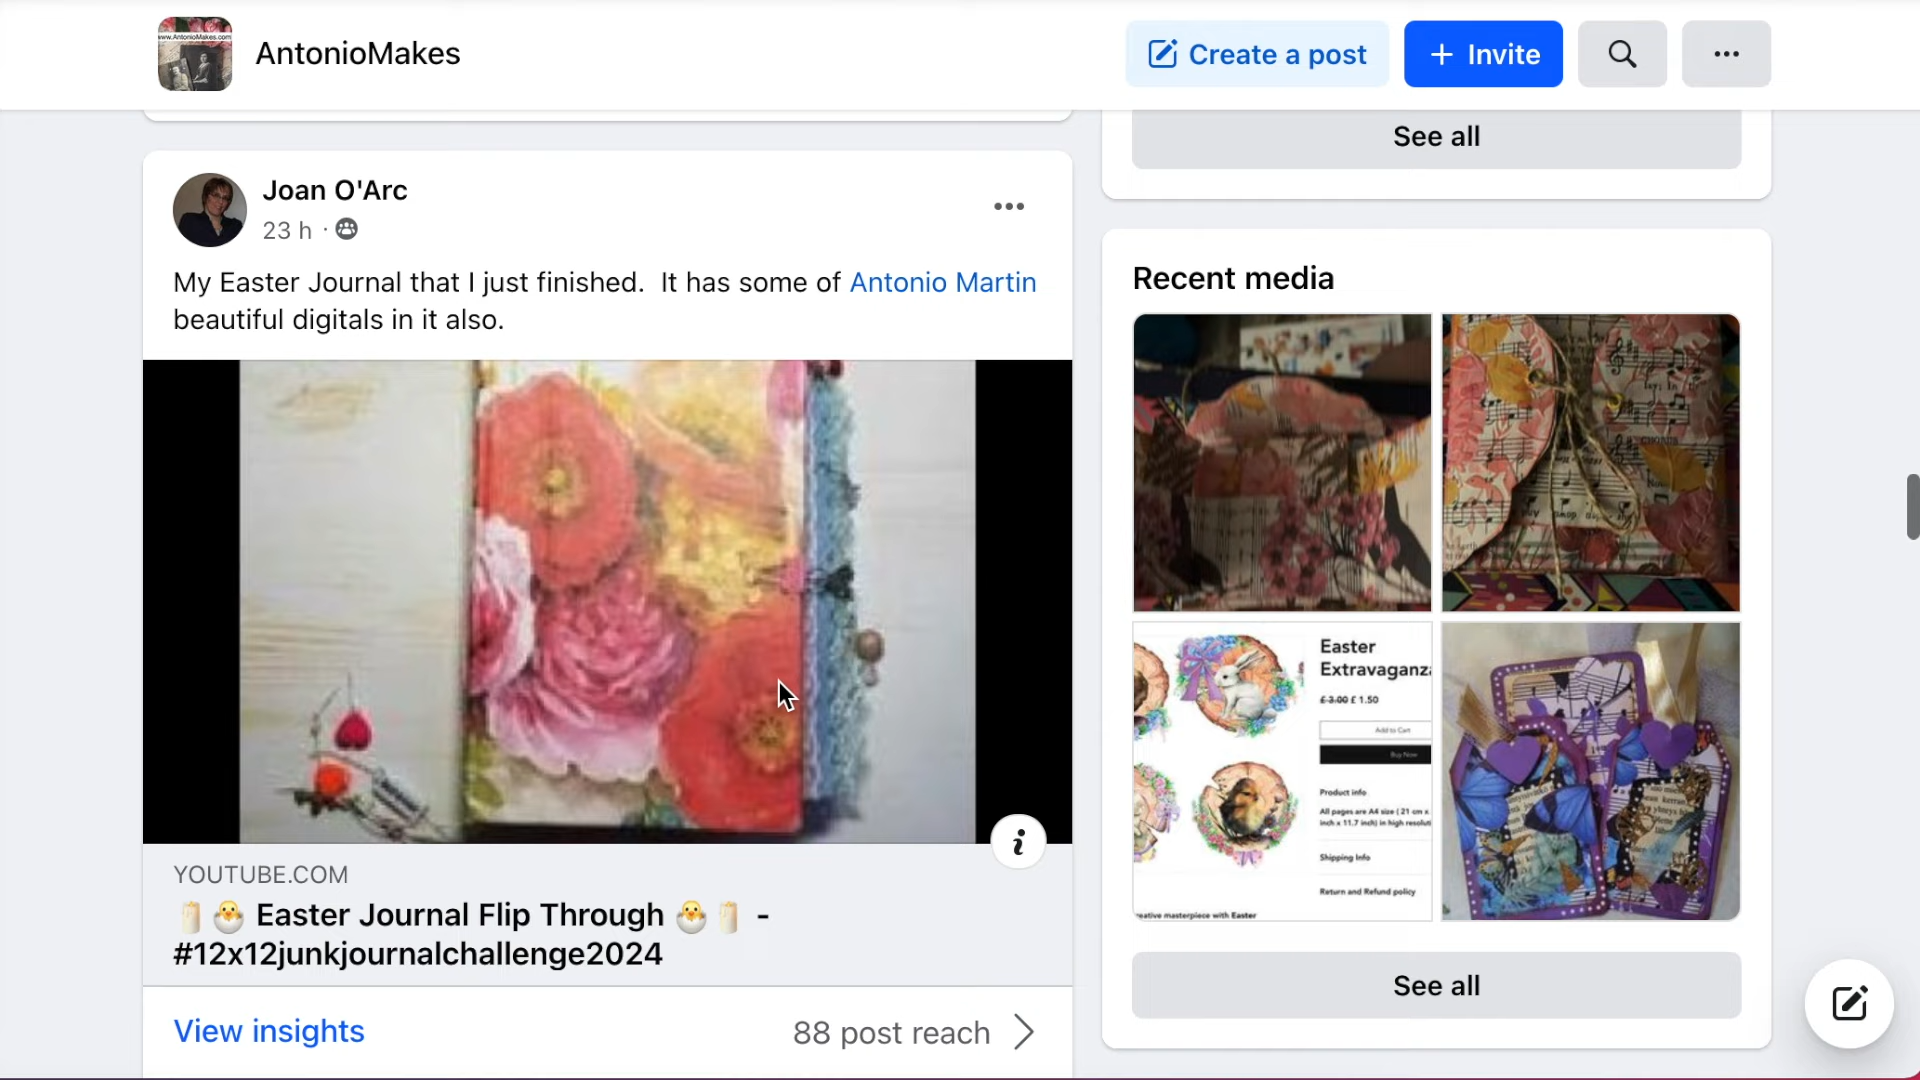 www.AntonioMakes.com
AntonioMakes
Create a post
+ Invite
See all
Joan O'Arc
23 h ·
My Easter Journal that I just finished. It has some of Antonio Martin
beautiful digitals in it also.
YOUTUBE.COM
🕯️🐣 Easter Journal Flip Through 🐣🕯️ -
#12x12junkjournalchallenge2024
View insights
88 post reach
Recent media
Easter
Extravaganz
£ 3.00 £ 1.50
Add to Cart
Buy Now
Product info
All pages are A4 size ( 21 cm x
inch x 11.7 inch) in high resolut
Shipping Info
Return and Refund policy
reative masterpiece with Easter
See all